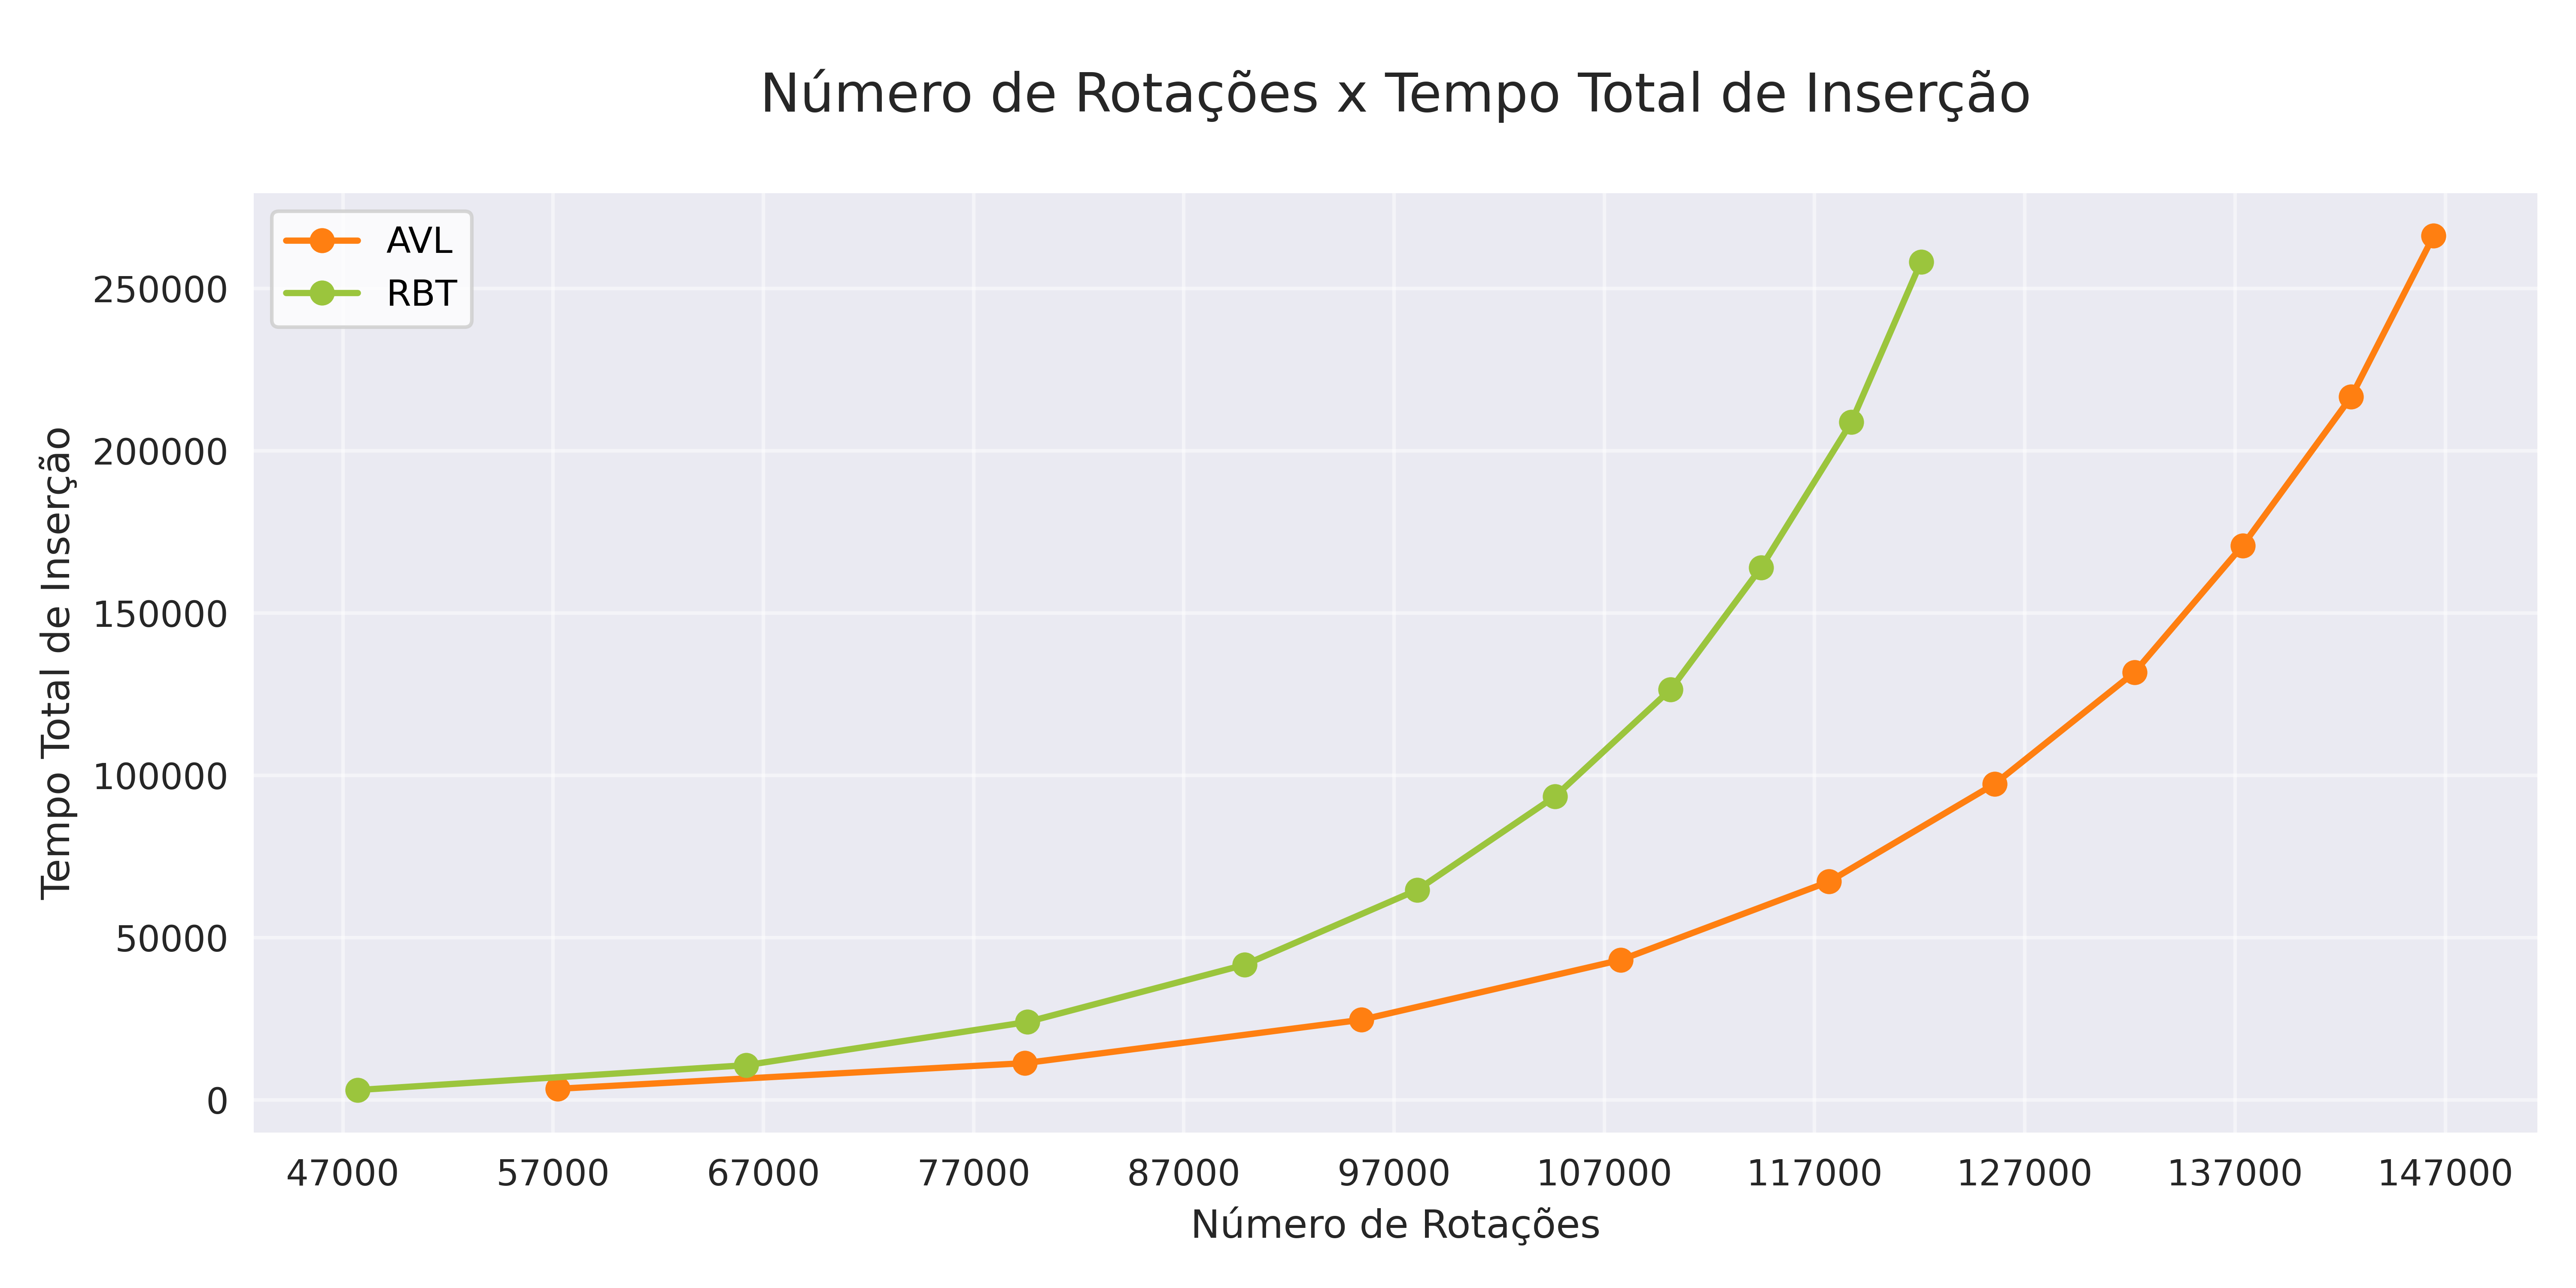 Número de Rotações x Tempo Total de Inserção
AVL
RBT
Tempo Total de Inserção
250000
200000
150000
100000
50000
0
47000 57000 67000 77000 87000 97000 107000 117000 127000 137000 147000
Número de Rotações